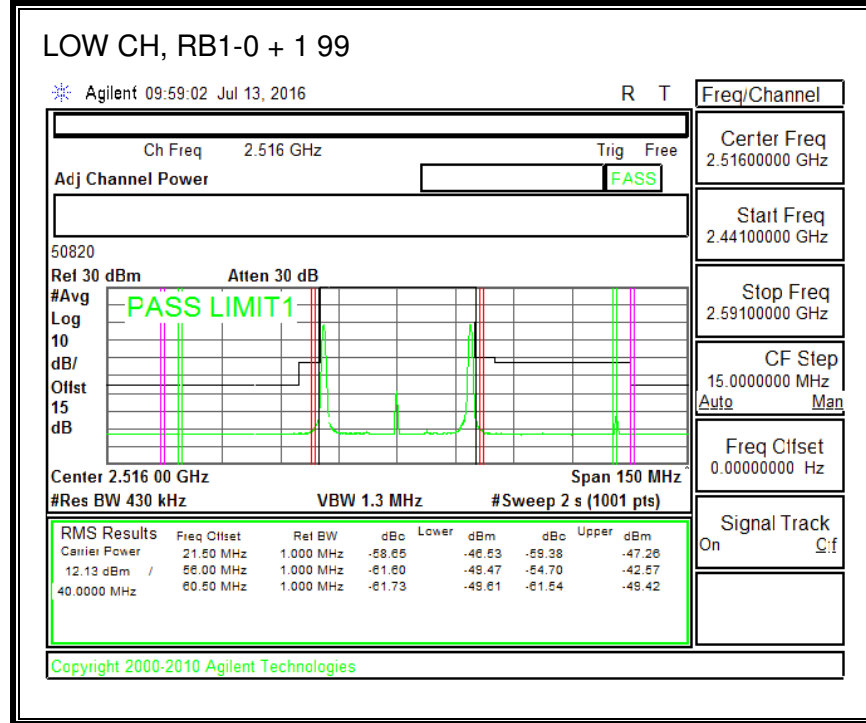 LOW CH, RB1-0 + 1 99
Agilent 09:59:02 Jul 13, 2016 R T
Freq/Channel
Ch Freq 2.516 GHz Trig Free
Adj Channel Power PASS
Center Freq
2.51600000 GHz
Start Freq
2.44100000 GHz
Stop Freq
2.59100000 GHz
CF Step
15.0000000 MHz
Auto Man
Freq Offset
0.00000000 Hz
Signal Track
On Off
50820
Ref 30 dBm Atten 30 dB
#Avg
Log
10
dB/
Offst
15
dB
PASS LIMIT1
Center 2.516 00 GHz Span 150 MHz
#Res BW 430 kHz VBW 1.3 MHz #Sweep 2 s (1001 pts)
RMS Results Freq Offset Ref BW dBc Lower dBm dBc Upper dBm
Carrier Power 21.50 MHz 1.000 MHz -58.65 -46.53 -59.38 -47.26
12.13 dBm / 56.00 MHz 1.000 MHz -61.60 -49.47 -54.70 -42.57
40.0000 MHz 60.50 MHz 1.000 MHz -61.73 -49.61 -61.54 -49.42
Copyright 2000-2010 Agilent Technologies